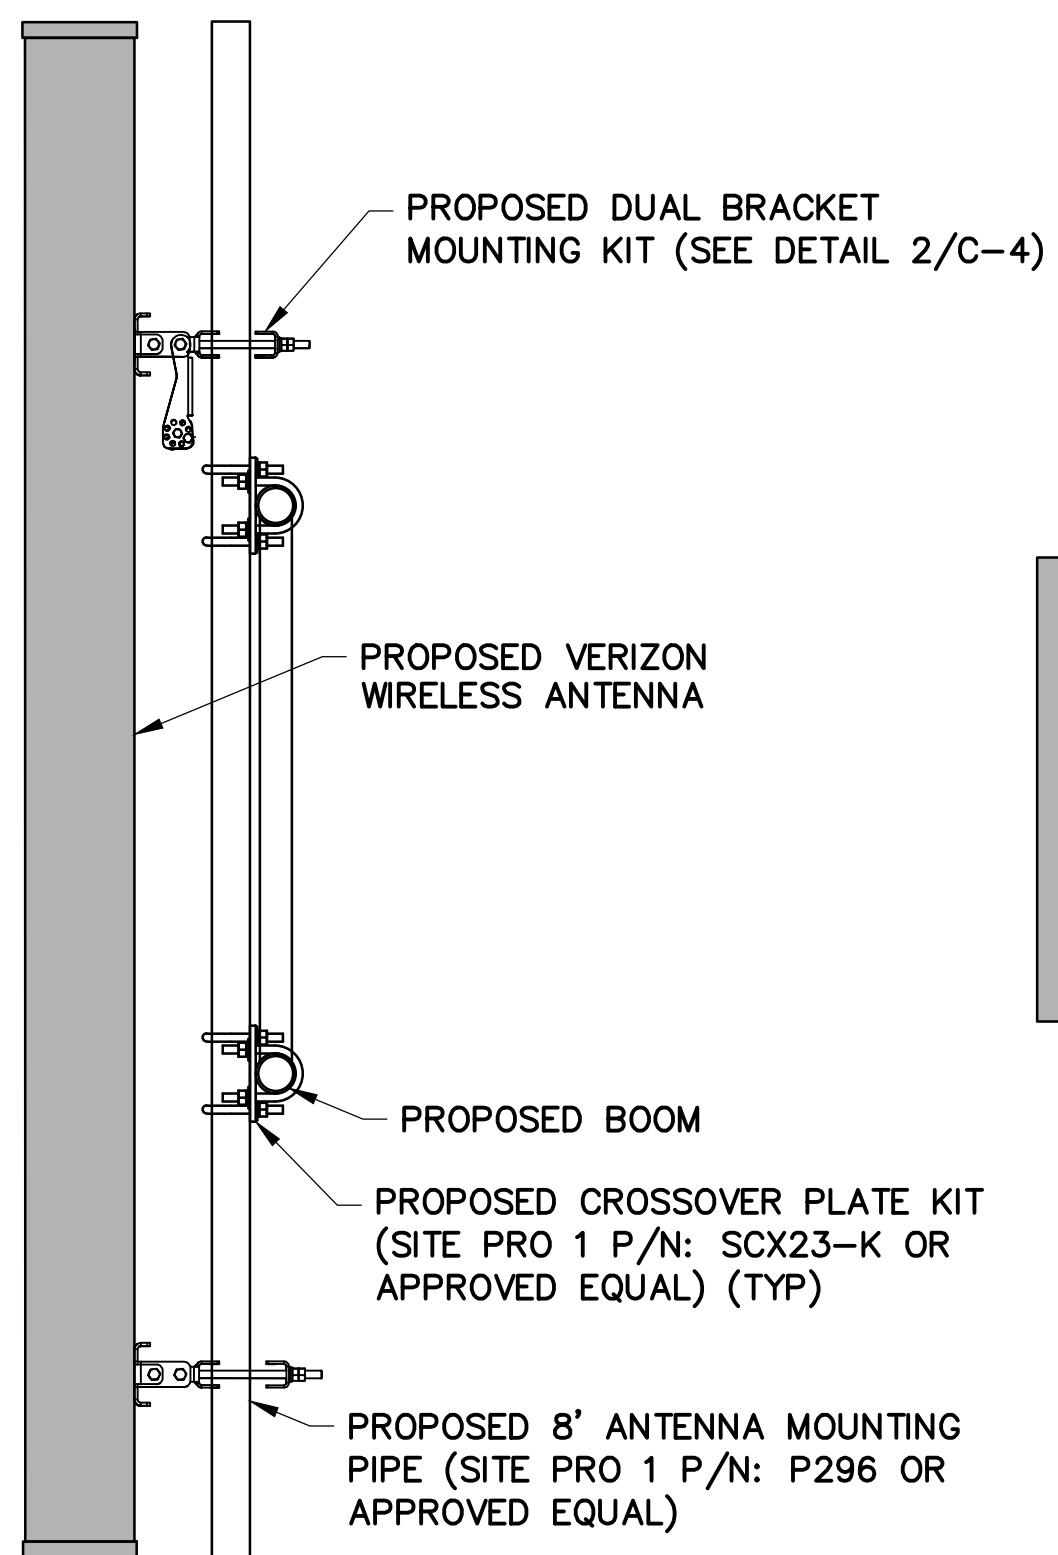 PROPOSED DUAL BRACKET
MOUNTING KIT (SEE DETAIL 2/C-4)
PROPOSED VERIZON
WIRELESS ANTENNA
PROPOSED BOOM
PROPOSED CROSSOVER PLATE KIT
(SITE PRO 1 P/N: SCX23-K OR
APPROVED EQUAL) (TYP)
PROPOSED 8' ANTENNA MOUNTING
PIPE (SITE PRO 1 P/N: P296 OR
APPROVED EQUAL)